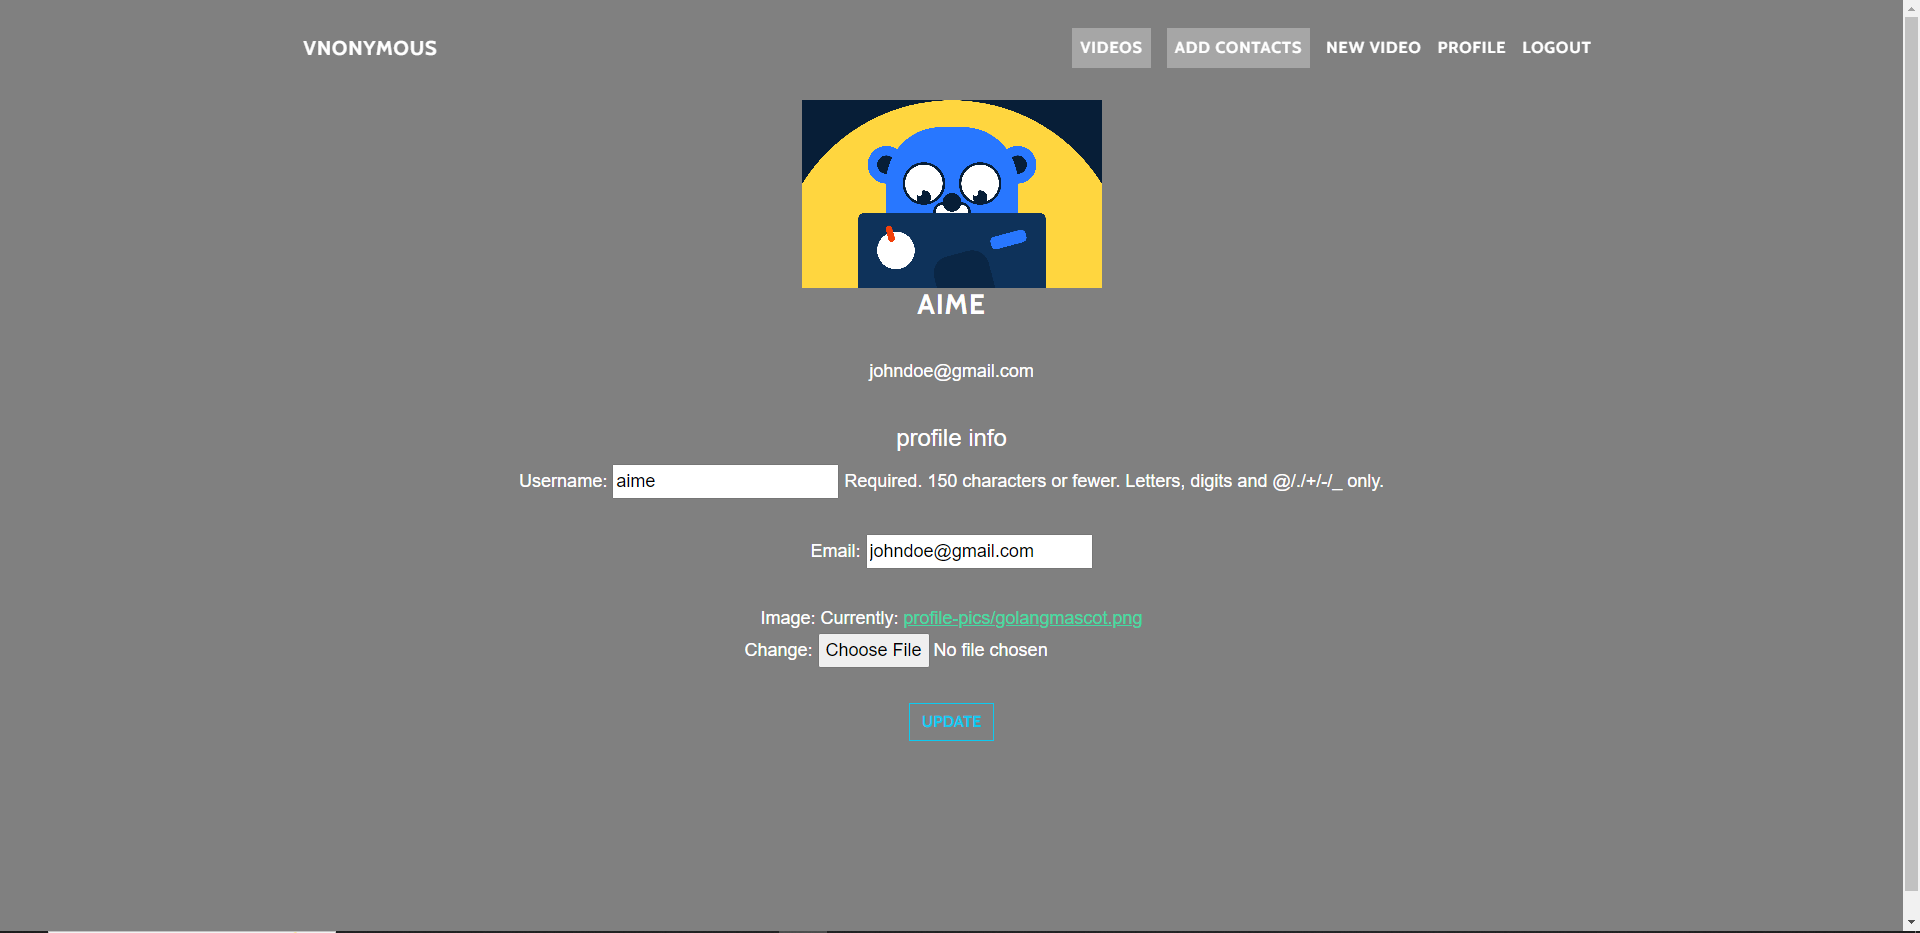 VNONYMOUS
VIDEOS ADD CONTACTS NEW VIDEO PROFILE LOGOUT
AIME
johndoe@gmail.com
profile info
Username: aime Required. 150 characters or fewer. Letters, digits and @/./+/-/_ only.
Email: johndoe@gmail.com
Image: Currently: profile-pics/golangmascot.png
Change: Choose File No file chosen
UPDATE